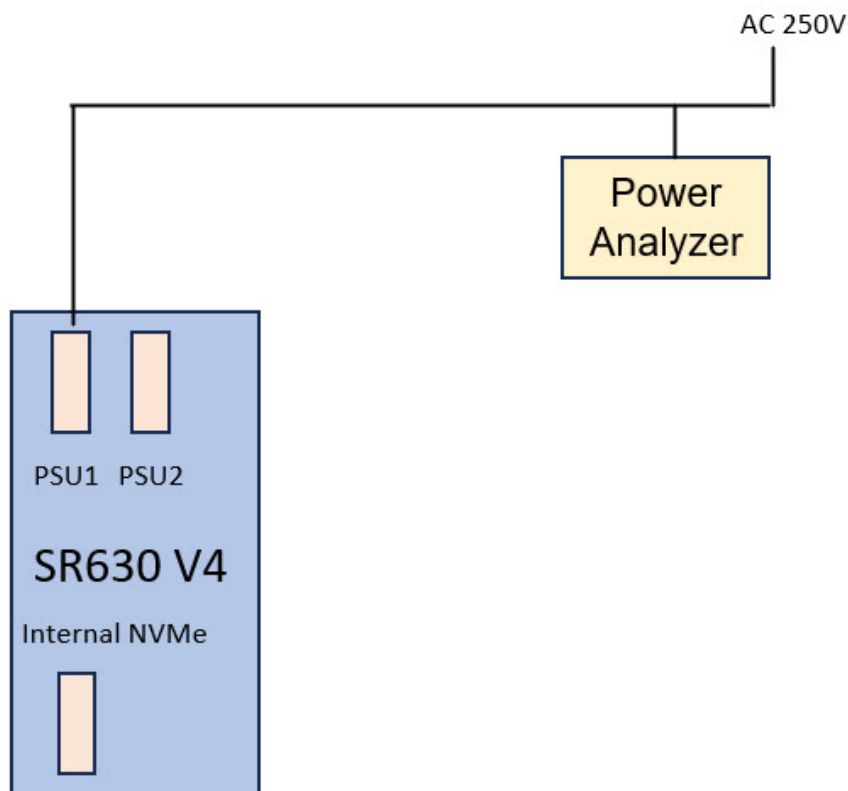 AC 250V
Power
Analyzer
PSU1 PSU2
SR630 V4
Internal NVMe